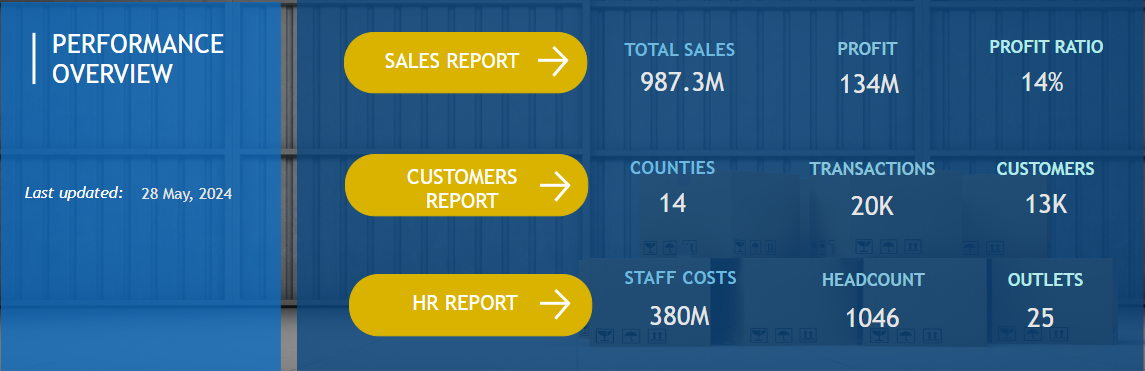 PERFORMANCE
OVERVIEW
Last updated: 28 May, 2024
SALES REPORT
TOTAL SALES
987.3M
PROFIT
134M
PROFIT RATIO
14%
CUSTOMERS
REPORT
COUNTIES
14
TRANSACTIONS
20K
CUSTOMERS
13K
HR REPORT
STAFF COSTS
380M
HEADCOUNT
1046
OUTLETS
25